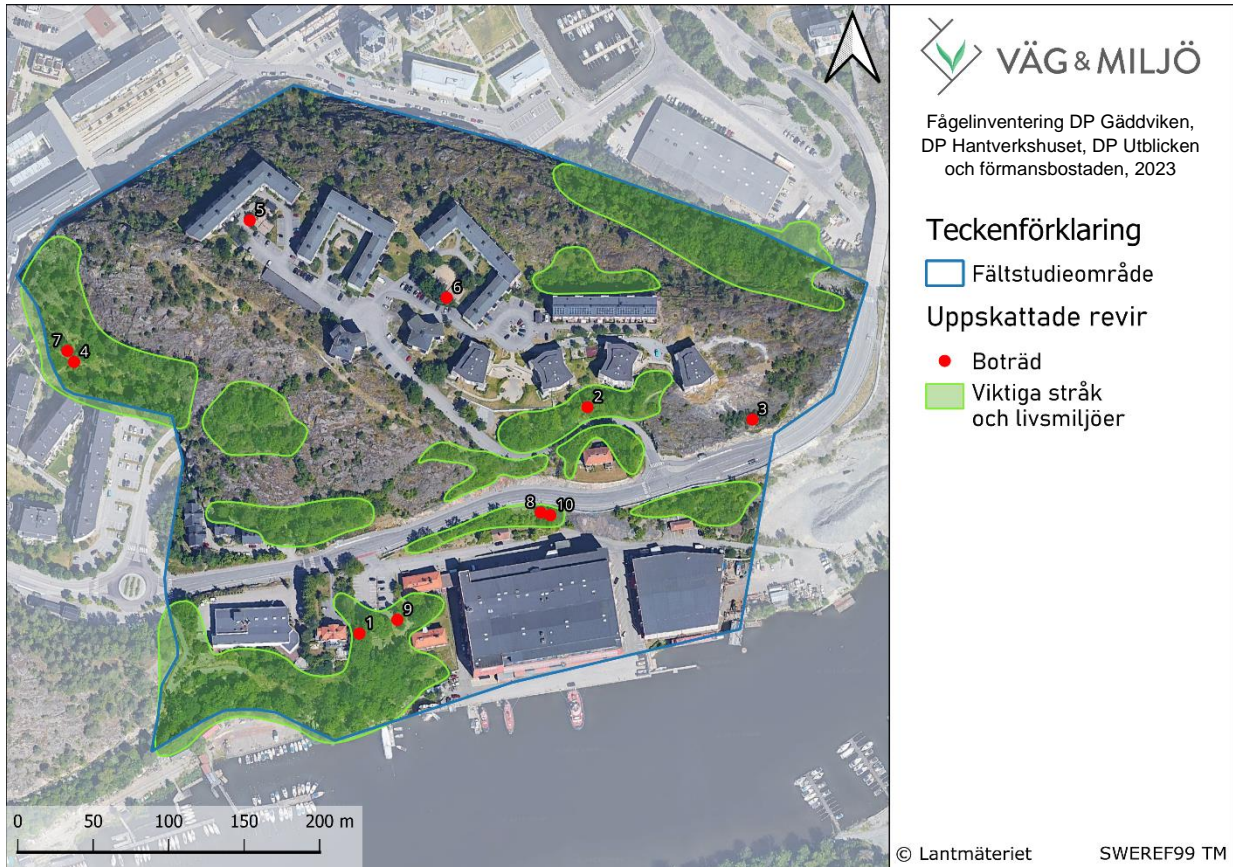 VÄG & MILJÖ
Fågelinventering DP Gäddviken,
DP Hantverkshuset, DP Utblicken
och förmansbostaden, 2023
Teckenförklaring
Fältstudieområde
Uppskattade revir
Boträd
Viktiga stråk
och livsmiljöer
5
6
7
4
2
3
8
10
9
1
0 50 100 150 200 m
© Lantmäteriet SWEREF99 TM